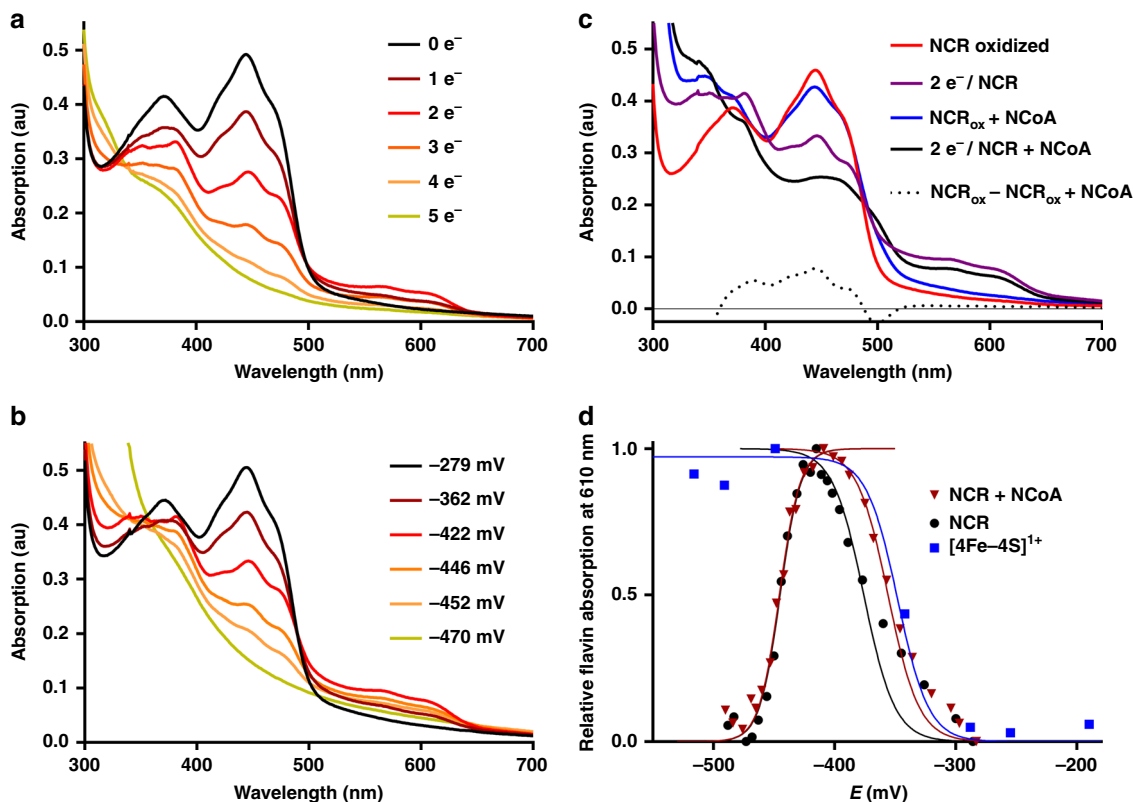 a
0.5
0.4
0.3
0.2
0.1
0.0
Absorption (au)
300 400 500 600 700
Wavelength (nm)
0 e⁻
1 e⁻
2 e⁻
3 e⁻
4 e⁻
5 e⁻
b
0.5
0.4
0.3
0.2
0.1
0.0
Absorption (au)
300 400 500 600 700
Wavelength (nm)
−279 mV
−362 mV
−422 mV
−446 mV
−452 mV
−470 mV
c
0.5
0.4
0.3
0.2
0.1
0.0
Absorption (au)
300 400 500 600 700
Wavelength (nm)
NCR oxidized
2 e⁻/ NCR
NCRox + NCoA
2 e⁻/ NCR + NCoA
NCRox − NCRox + NCoA
d
1.0
0.5
0.0
Relative flavin absorption at 610 nm
−500 −400 −300 −200
E (mV)
NCR + NCoA
NCR
[4Fe–4S]¹⁺